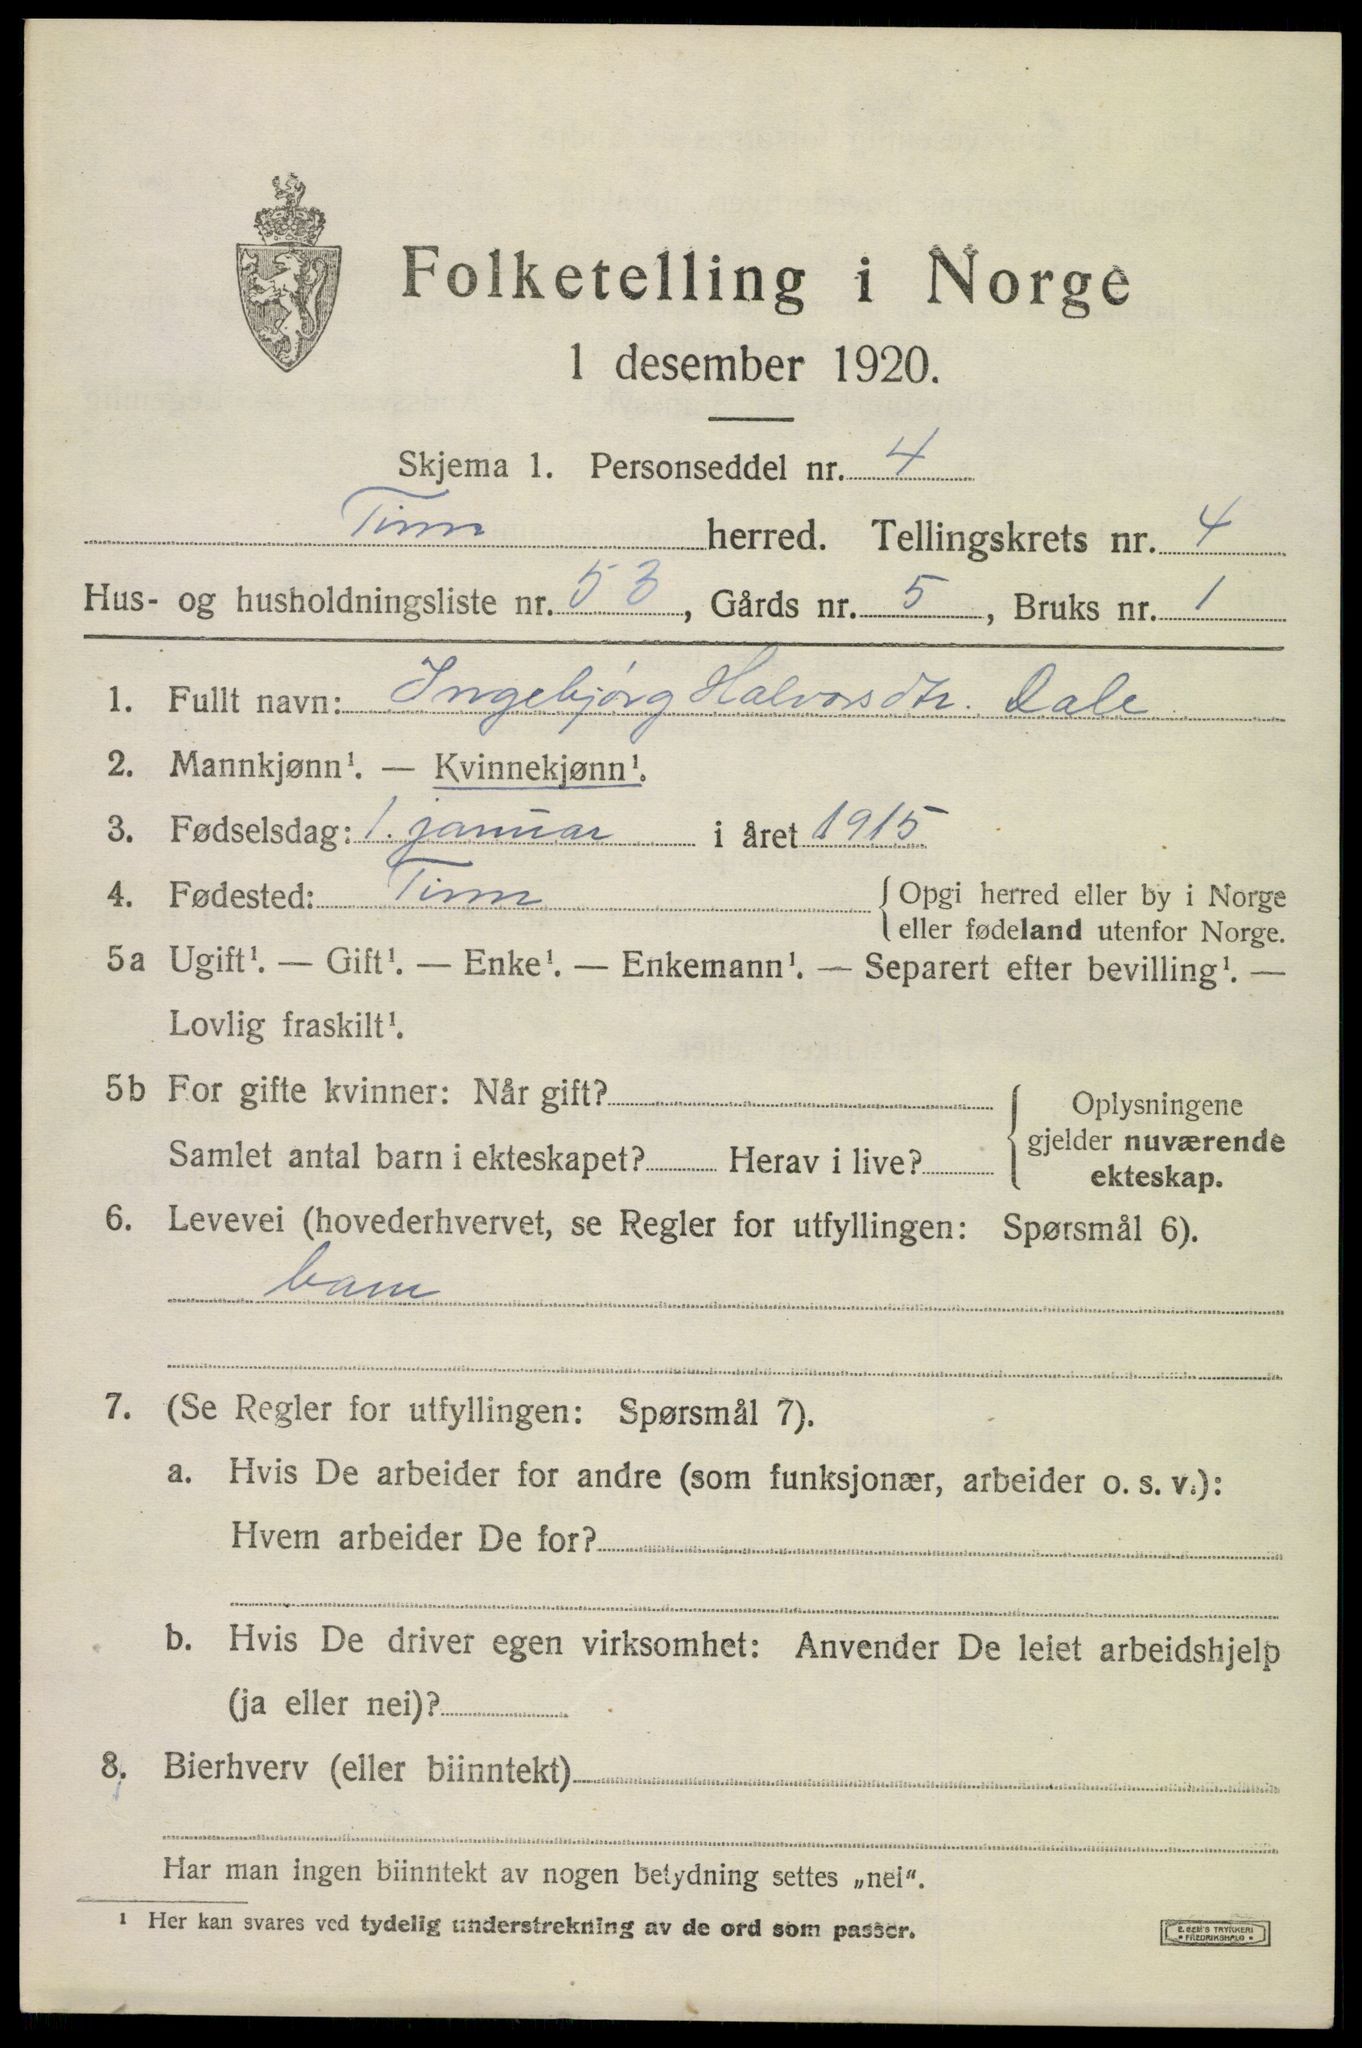 Folketelling i Norge
1 desember 1920.
Skjema 1. Personseddel nr. 4
Tinn herred. Tellingskrets nr. 4
Hus- og husholdningsliste nr. 53, Gårds nr. 5, Bruks nr. 1
1. Fullt navn: Ingebjørg Halvorsdtr. Dale
2. Mannkjønn¹. — Kvinnekjønn¹.
3. Fødselsdag: 1. januar i året 1915
4. Fødested: Tinn { Opgi herred eller by i Norge
eller fødeland utenfor Norge.
5a Ugift¹. — Gift¹. — Enke¹. — Enkemann¹. — Separert efter bevilling¹. —
Lovlig fraskilt¹.
5b For gifte kvinner: Når gift? { Oplysningene
gjelder nuværende
Samlet antal barn i ekteskapet? Herav i live?
ekteskap.
6. Levevei (hovederhvervet, se Regler for utfyllingen: Spørsmål 6).
barn
7. (Se Regler for utfyllingen: Spørsmål 7).
a. Hvis De arbeider for andre (som funksjonær, arbeider o. s. v.):
Hvem arbeider De for?
b. Hvis De driver egen virksomhet: Anvender De leiet arbeidshjelp
(ja eller nei)?
8. Bierhverv (eller biinntekt)
Har man ingen biinntekt av nogen betydning settes „nei“.
¹ Her kan svares ved tydelig understrekning av de ord som passer.
E. SEM'S TRYKKERI
• FREDRIKSHALD •